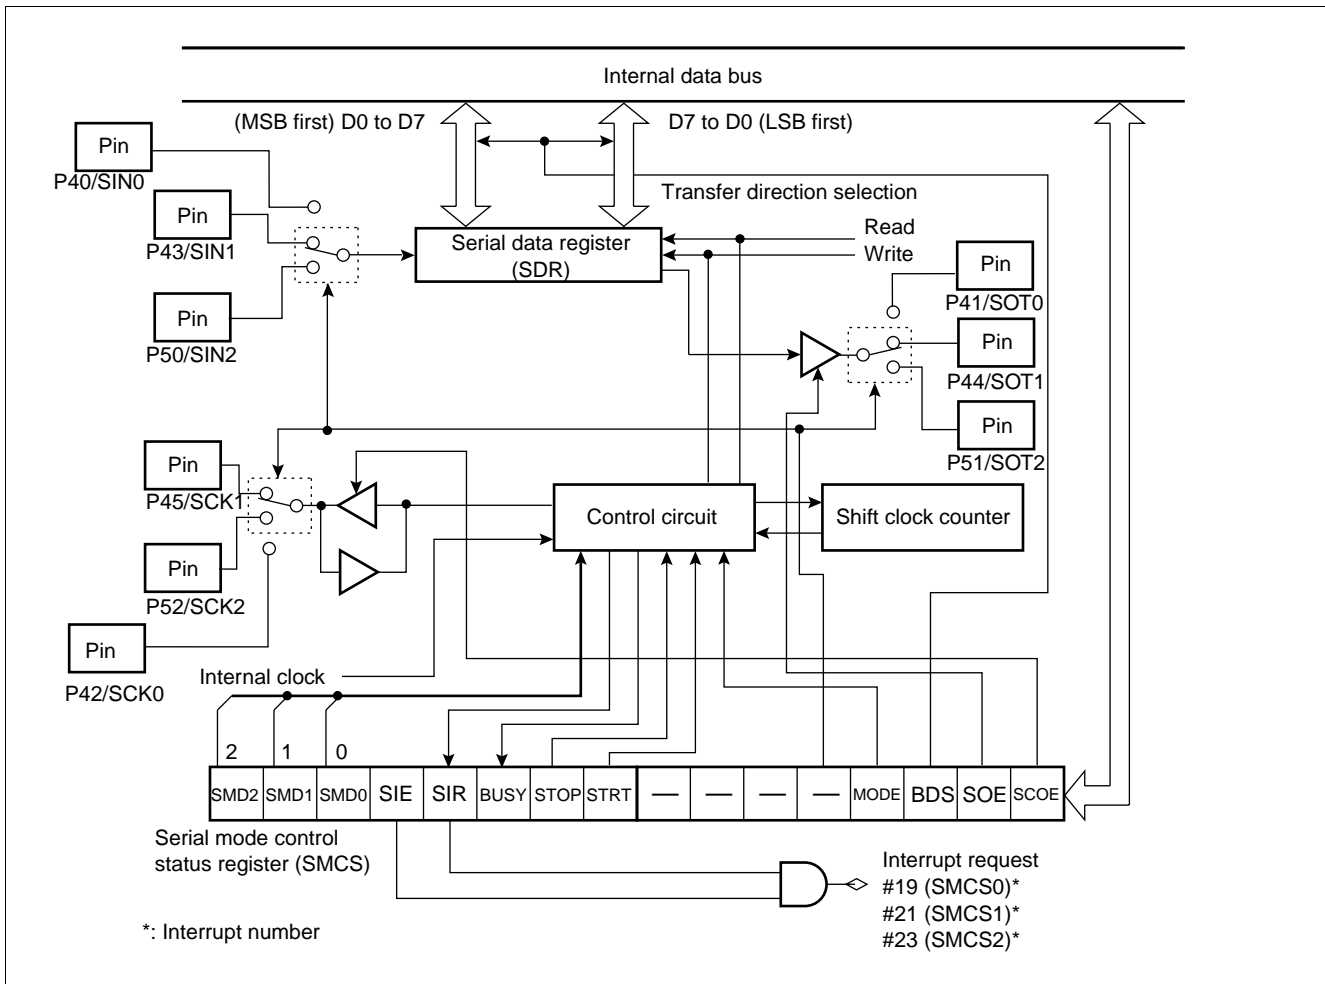 Internal data bus
(MSB first) D0 to D7
D7 to D0 (LSB first)
Pin
P40/SIN0
Transfer direction selection
Pin
P43/SIN1
Serial data register
(SDR)
Read
Write
Pin
P41/SOT0
Pin
P50/SIN2
Pin
P44/SOT1
Pin
P51/SOT2
Pin
P45/SCK1
Control circuit
Shift clock counter
Pin
P52/SCK2
Pin
P42/SCK0
Internal clock
2 1 0
SMD2 SMD1 SMD0 SIE SIR BUSY STOP STRT — — — — MODE BDS SOE SCOE
Serial mode control
status register (SMCS)
Interrupt request
#19 (SMCS0)*
#21 (SMCS1)*
#23 (SMCS2)*
*: Interrupt number